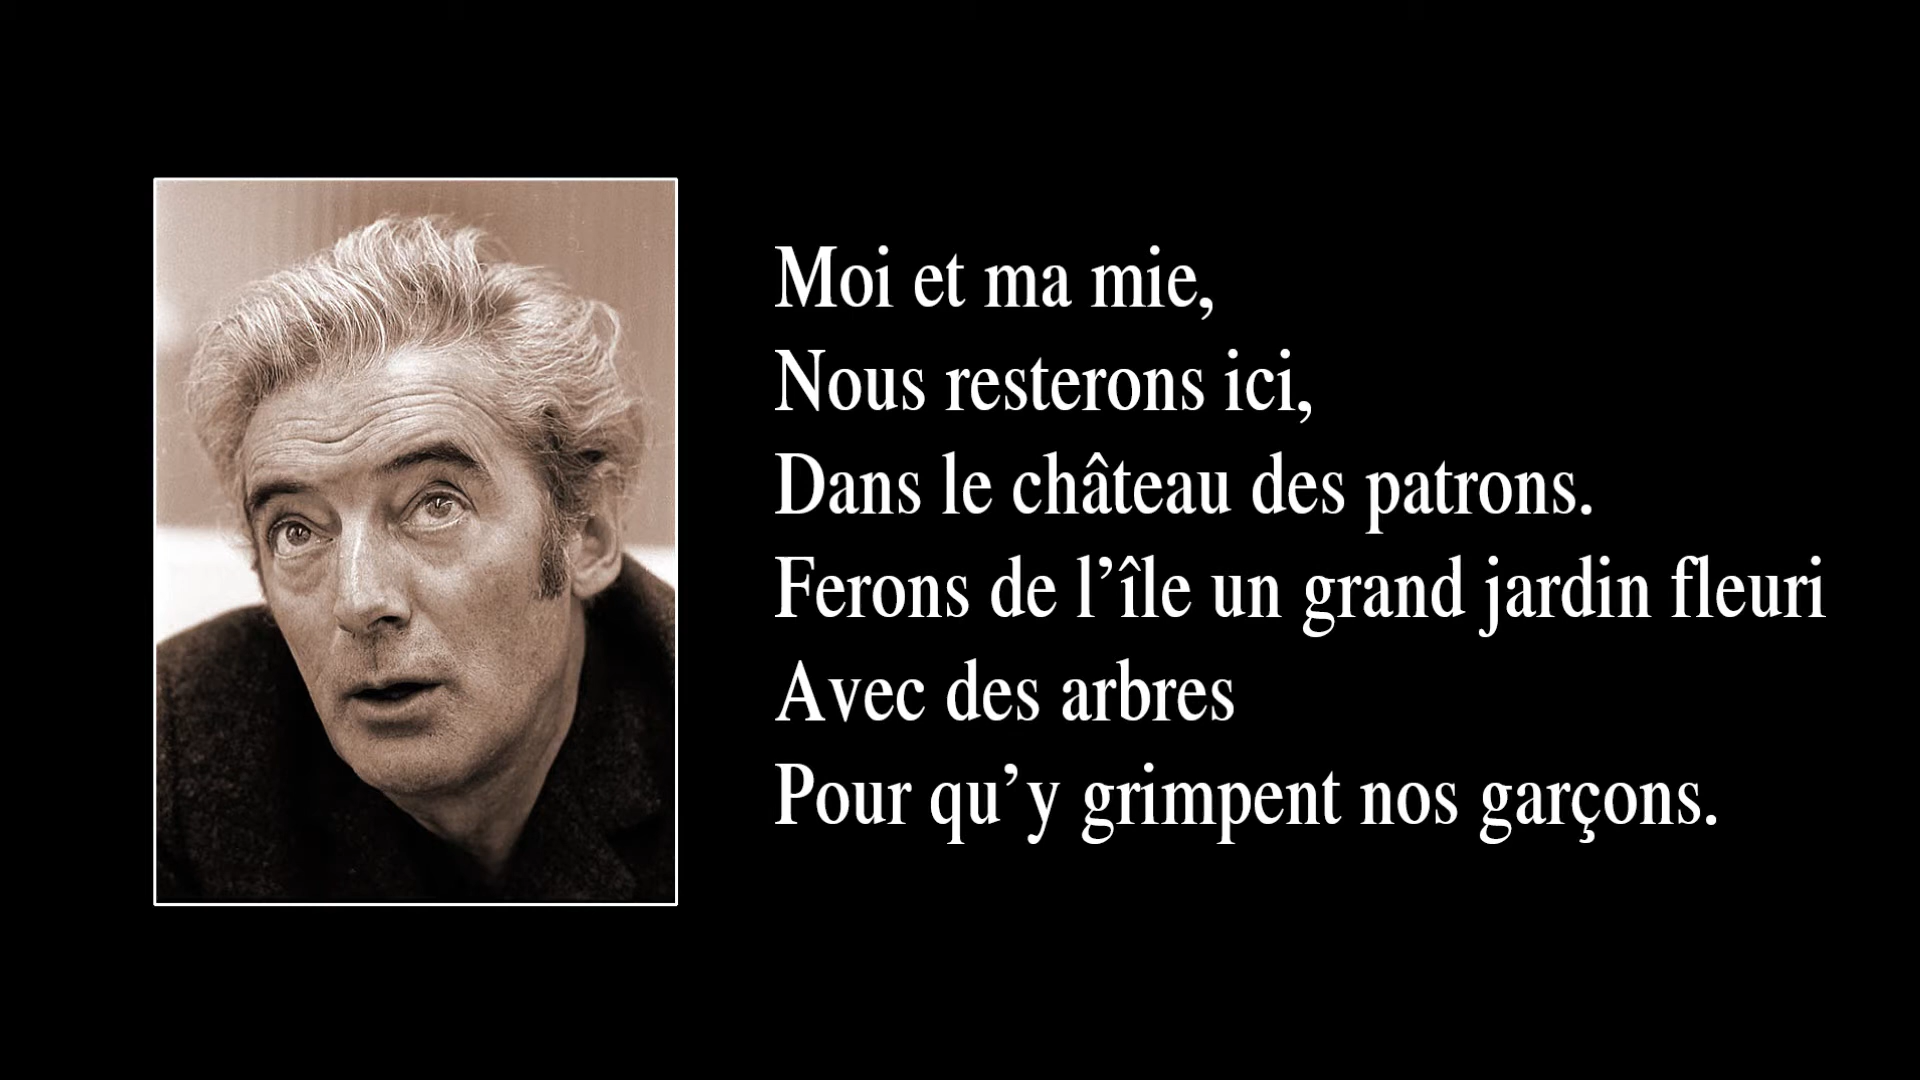 Moi et ma mie,
Nous resterons ici,
Dans le château des patrons.
Ferons de l’île un grand jardin fleuri
Avec des arbres
Pour qu’y grimpent nos garçons.